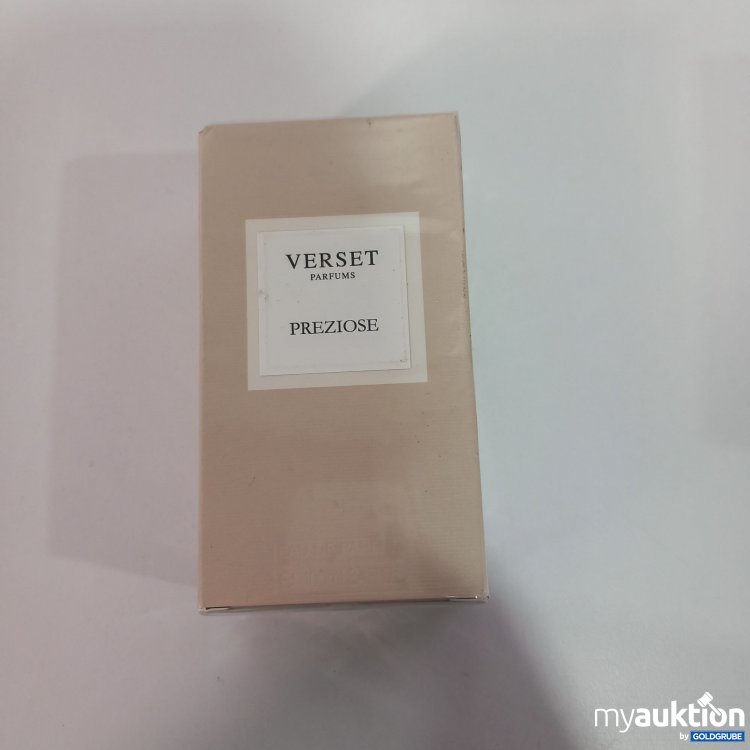 VERSET
PARFUMS
PREZIOSE
myauktion
by GOLDGRUBE